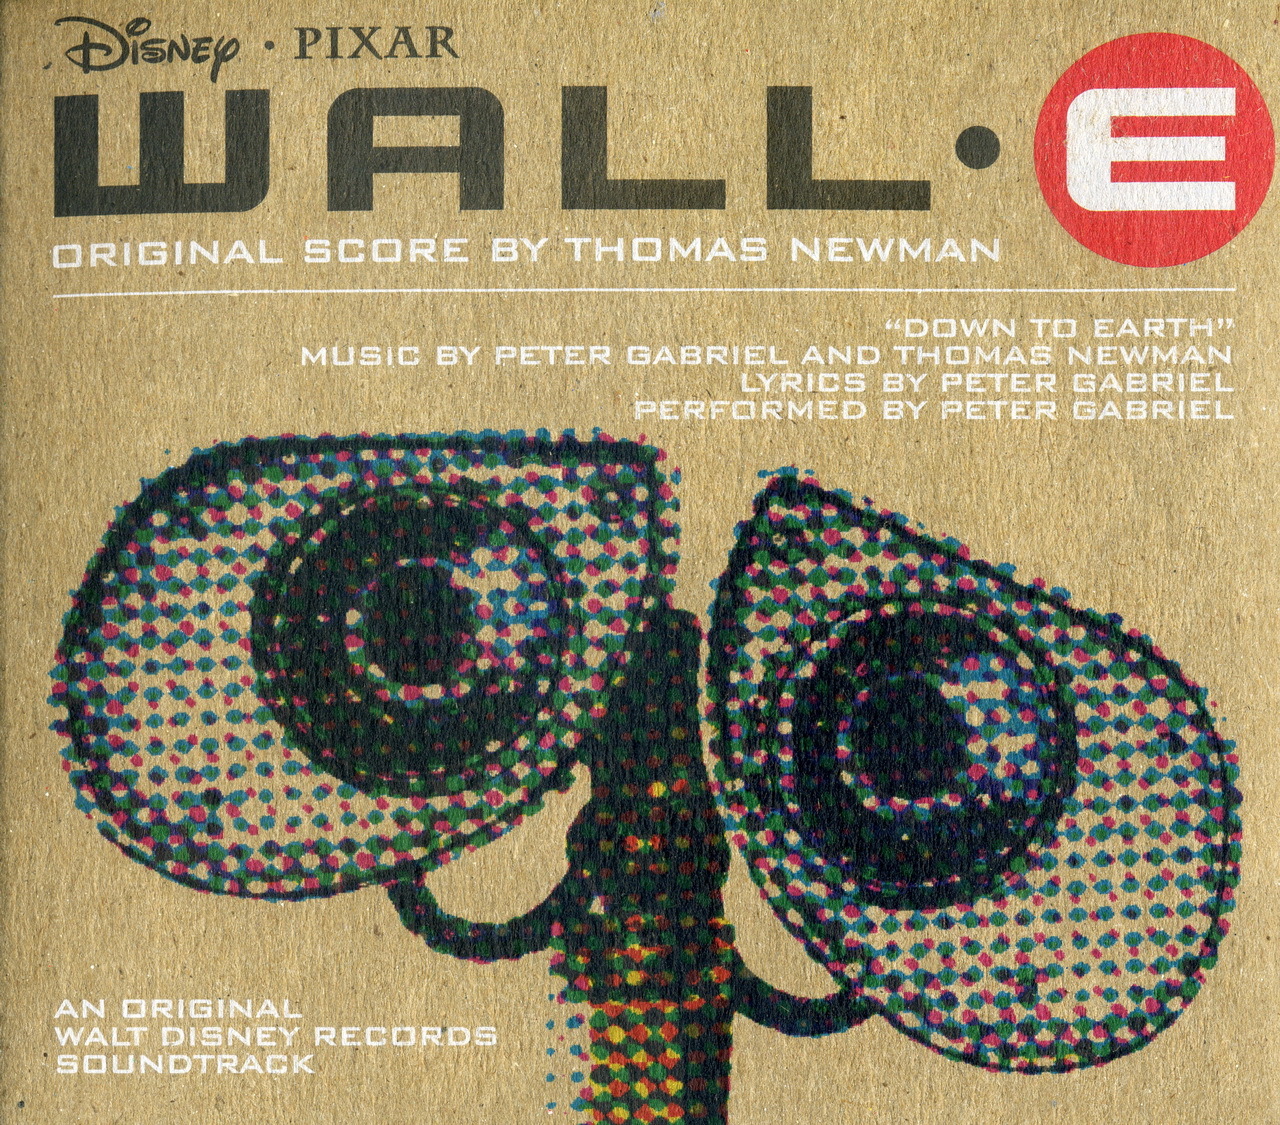 Disney · PIXAR
WALL·E
ORIGINAL SCORE BY THOMAS NEWMAN
“DOWN TO EARTH”
MUSIC BY PETER GABRIEL AND THOMAS NEWMAN
LYRICS BY PETER GABRIEL
PERFORMED BY PETER GABRIEL
AN ORIGINAL
WALT DISNEY RECORDS
SOUNDTRACK